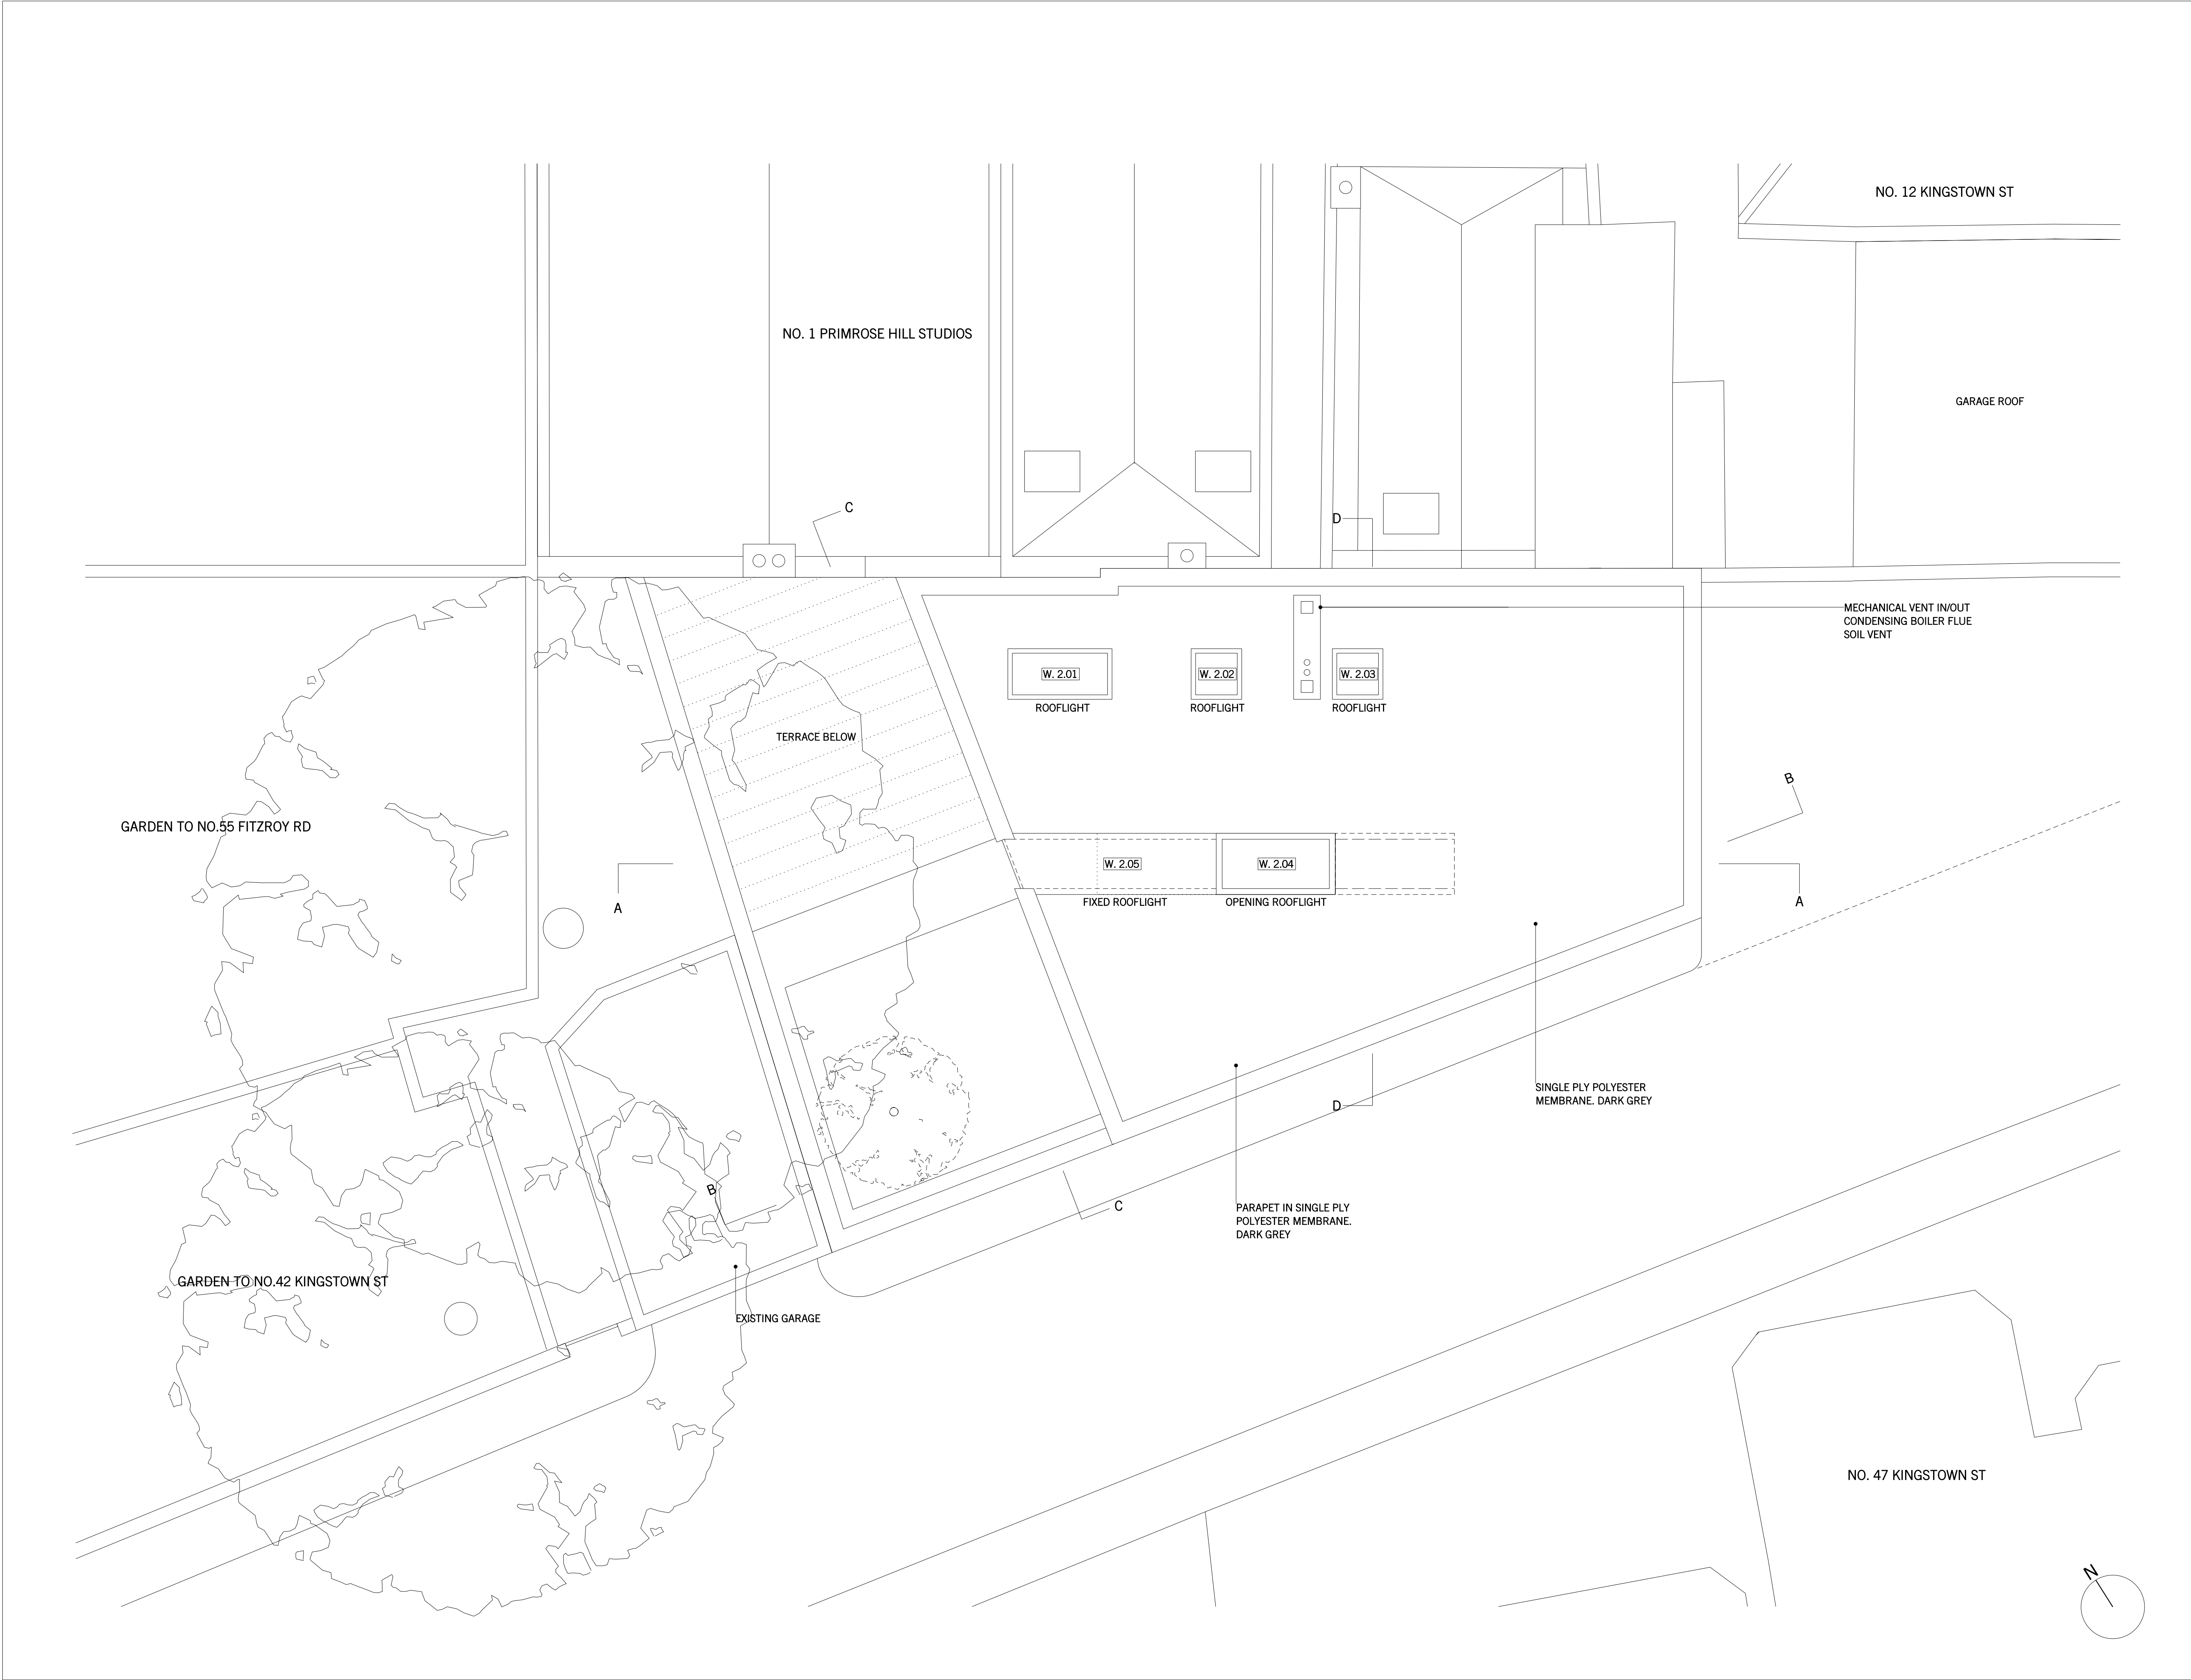 NO. 12 KINGSTOWN ST
NO. 1 PRIMROSE HILL STUDIOS
GARAGE ROOF
C
D
MECHANICAL VENT IN/OUT
CONDENSING BOILER FLUE
SOIL VENT
W. 2.01
W. 2.02
W. 2.03
ROOFLIGHT
ROOFLIGHT
ROOFLIGHT
TERRACE BELOW
B
GARDEN TO NO.55 FITZROY RD
W. 2.05
W. 2.04
FIXED ROOFLIGHT
OPENING ROOFLIGHT
A
A
SINGLE PLY POLYESTER
MEMBRANE. DARK GREY
D
B
C
PARAPET IN SINGLE PLY
POLYESTER MEMBRANE.
DARK GREY
GARDEN TO NO.42 KINGSTOWN ST
EXISTING GARAGE
NO. 47 KINGSTOWN ST
N